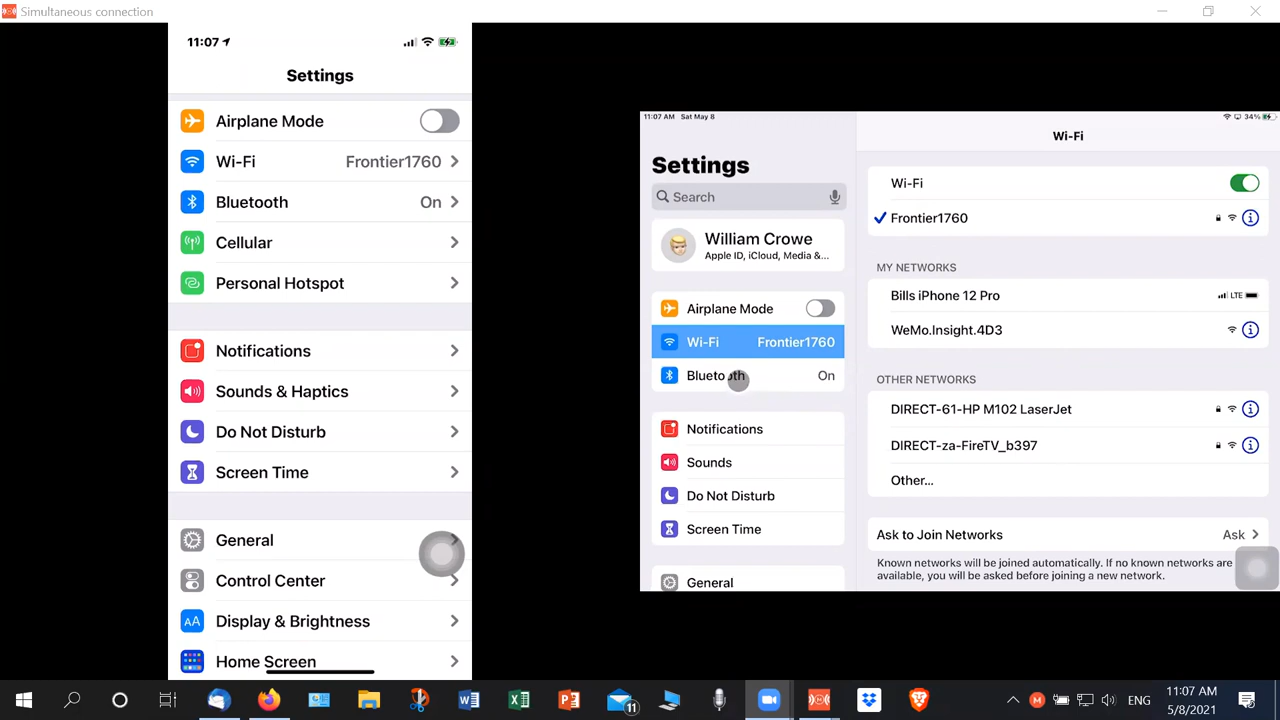 Simultaneous connection
11:07
Settings
Airplane Mode
Wi-Fi Frontier1760
Bluetooth On
Cellular
Personal Hotspot
Notifications
Sounds & Haptics
Do Not Disturb
Screen Time
General
Control Center
AA Display & Brightness
Home Screen
11:07 AM Sat May 8 34%
Settings
Search
William Crowe
Apple ID, iCloud, Media &...
Airplane Mode
Wi-Fi Frontier1760
Bluetooth On
Notifications
Sounds
Do Not Disturb
Screen Time
General
Wi-Fi
Wi-Fi
Frontier1760
MY NETWORKS
Bills iPhone 12 Pro LTE
WeMo.Insight.4D3
OTHER NETWORKS
DIRECT-61-HP M102 LaserJet
DIRECT-za-FireTV_b397
Other...
Ask to Join Networks Ask
Known networks will be joined automatically. If no known networks are
available, you will be asked before joining a new network.
11
ENG
11:07 AM
5/8/2021